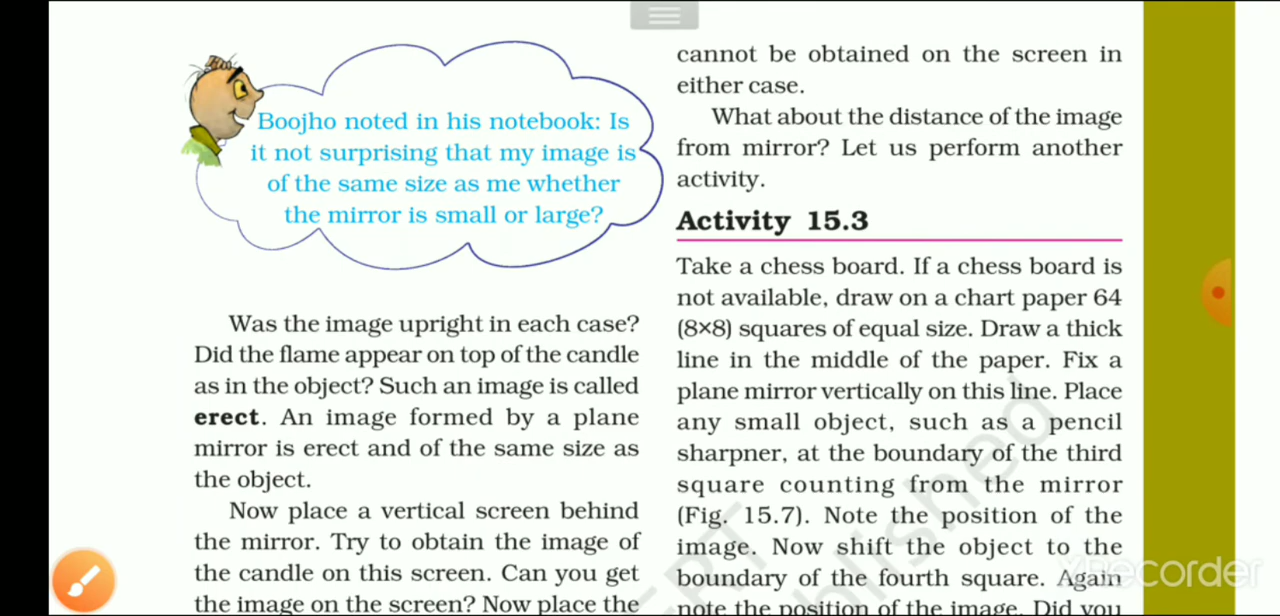 Boojho noted in his notebook: Is
it not surprising that my image is
of the same size as me whether
the mirror is small or large?
Was the image upright in each case?
Did the flame appear on top of the candle
as in the object? Such an image is called
erect. An image formed by a plane
mirror is erect and of the same size as
the object.
Now place a vertical screen behind
the mirror. Try to obtain the image of
the candle on this screen. Can you get
the image on the screen? Now place the
cannot be obtained on the screen in
either case.
What about the distance of the image
from mirror? Let us perform another
activity.
Activity 15.3
Take a chess board. If a chess board is
not available, draw on a chart paper 64
(8×8) squares of equal size. Draw a thick
line in the middle of the paper. Fix a
plane mirror vertically on this line. Place
any small object, such as a pencil
sharpner, at the boundary of the third
square counting from the mirror
(Fig. 15.7). Note the position of the
image. Now shift the object to the
boundary of the fourth square. Again
note the position of the image. Did you
XRecorder